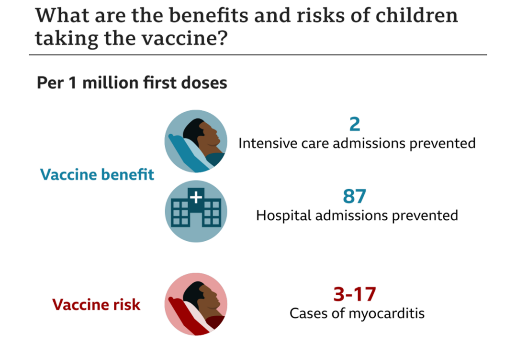 What are the benefits and risks of children
taking the vaccine?
Per 1 million first doses
Vaccine benefit
2
Intensive care admissions prevented
87
Hospital admissions prevented
Vaccine risk
3-17
Cases of myocarditis